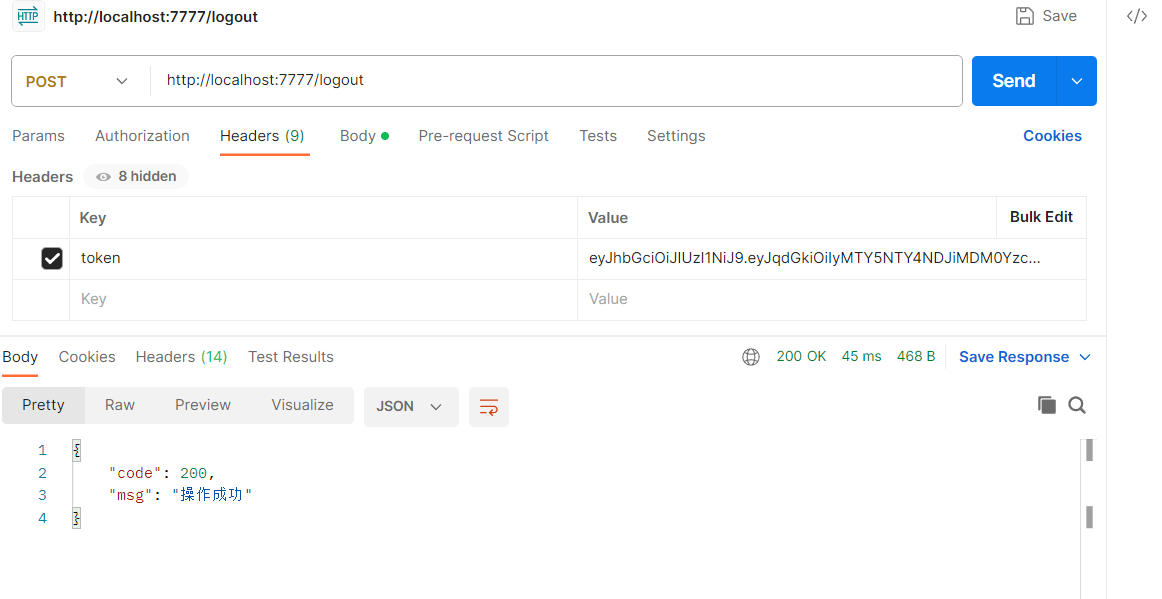 HTTP http://localhost:7777/logout Save </>
POST http://localhost:7777/logout Send
Params Authorization Headers (9) Body Pre-request Script Tests Settings Cookies
Headers 8 hidden
Key Value Bulk Edit
token eyJhbGciOiJIUzI1NiJ9.eyJqdGkiOiIyMTY5NTY4NDJiMDM0Yzc...
Key Value
Body Cookies Headers (14) Test Results 200 OK 45 ms 468 B Save Response
Pretty Raw Preview Visualize JSON
1 {
2 "code": 200,
3 "msg": "操作成功"
4 }